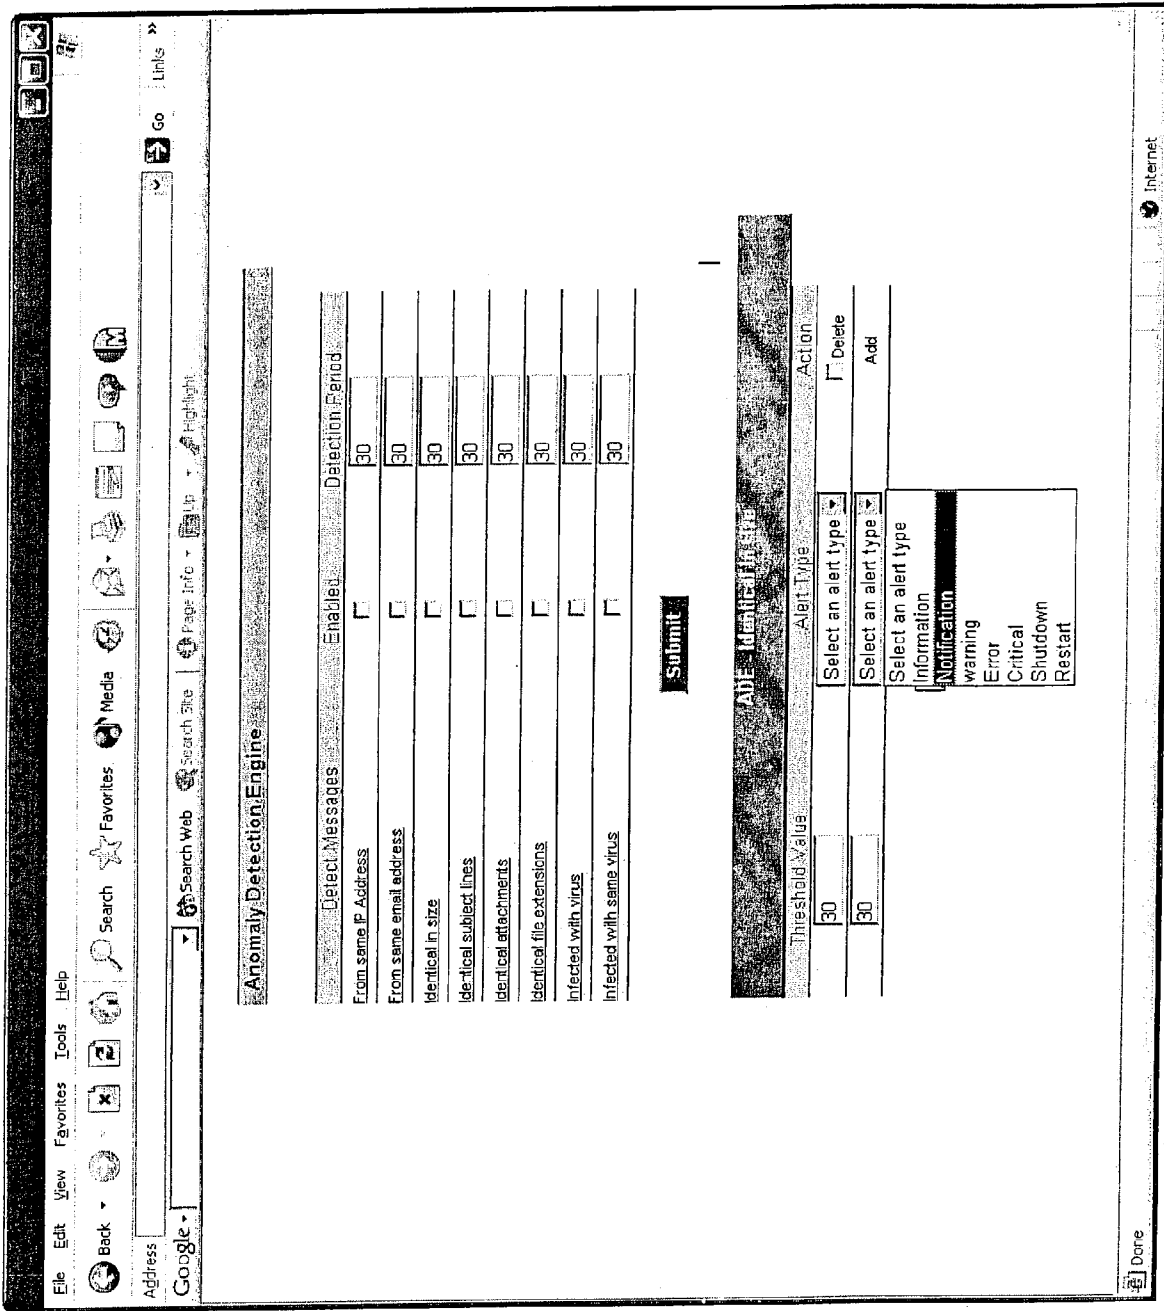 File Edit View Favorites Tools Help
Back Search Favorites Media
Address Go Links »
Google Search Web Search Site Page Info Up Highlight
Anomaly Detection Engine
Detect Messages Enabled Detection Period
From same IP Address 30
From same email address 30
Identical in size 30
Identical subject lines 30
Identical attachments 30
Identical file extensions 30
Infected with virus 30
Infected with same virus 30
Submit
ADE - Identical
Threshold Value Alert Type Action
30 Select an alert type Delete
30 Select an alert type Add
Select an alert type
Information
Notification
warning
Error
Critical
Shutdown
Restart
Done Internet